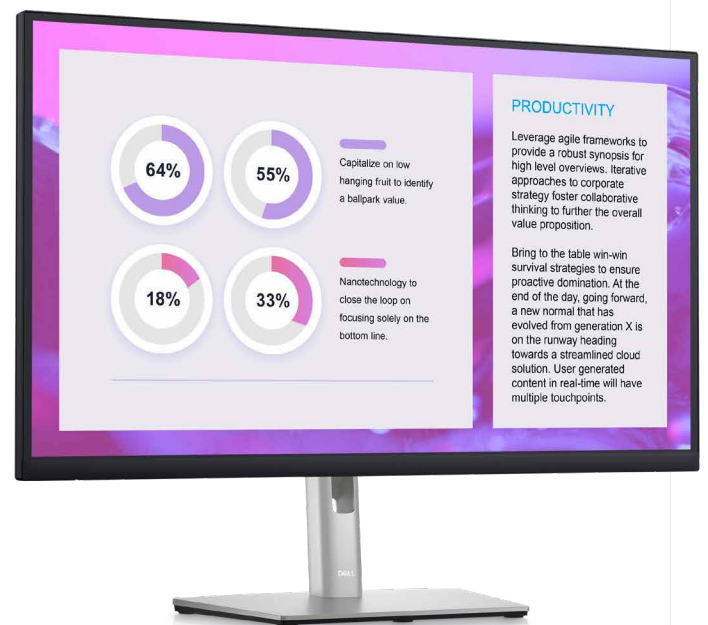 64%
55%
Capitalize on low
hanging fruit to identify
a ballpark value.
18%
33%
Nanotechnology to
close the loop on
focusing solely on the
bottom line.
PRODUCTIVITY
Leverage agile frameworks to
provide a robust synopsis for
high level overviews. Iterative
approaches to corporate
strategy foster collaborative
thinking to further the overall
value proposition.
Bring to the table win-win
survival strategies to ensure
proactive domination. At the
end of the day, going forward,
a new normal that has
evolved from generation X is
on the runway heading
towards a streamlined cloud
solution. User generated
content in real-time will have
multiple touchpoints.
DELL